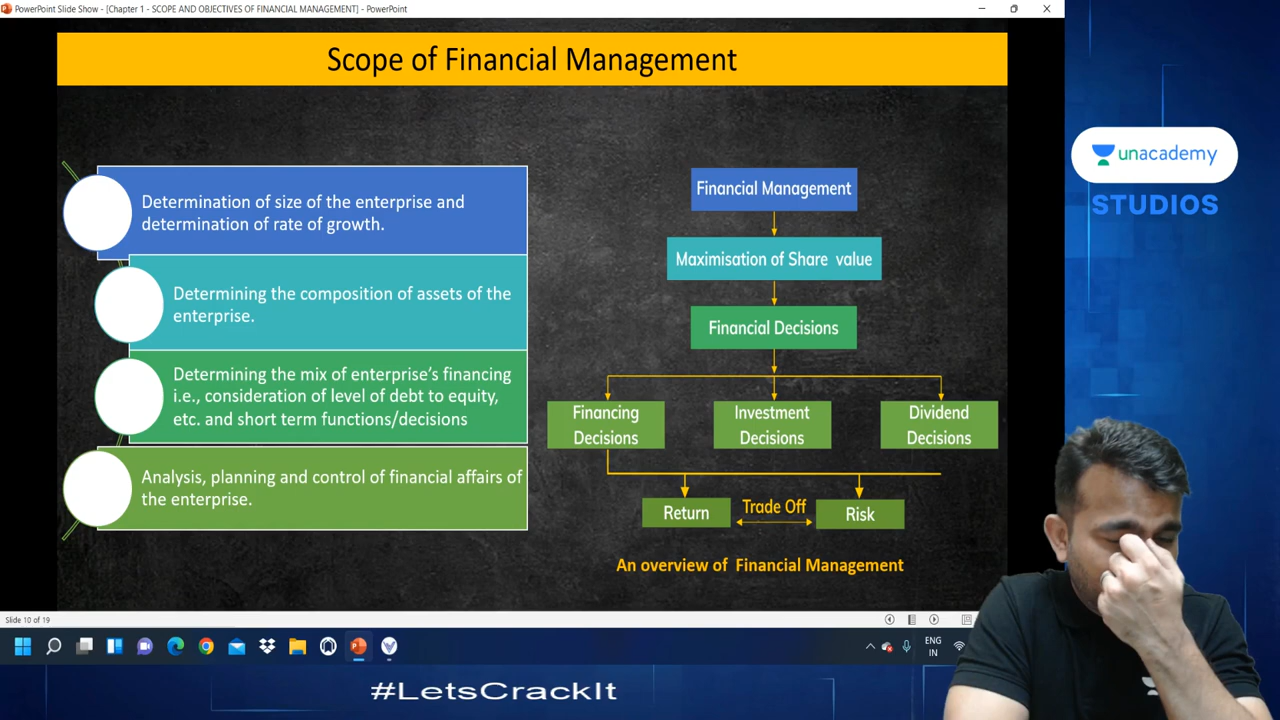 PowerPoint Slide Show - [Chapter 1 - SCOPE AND OBJECTIVES OF FINANCIAL MANAGEMENT] - PowerPoint
Scope of Financial Management
Determination of size of the enterprise and
determination of rate of growth.
Determining the composition of assets of the
enterprise.
Determining the mix of enterprise's financing
i.e., consideration of level of debt to equity,
etc. and short term functions/decisions
Analysis, planning and control of financial affairs of
the enterprise.
Financial Management
Maximisation of Share value
Financial Decisions
Financing
Decisions
Investment
Decisions
Dividend
Decisions
Return
Trade Off
Risk
An overview of Financial Management
unacademy
STUDIOS
Slide 10 of 19
ENG
IN
#LetsCrackIt